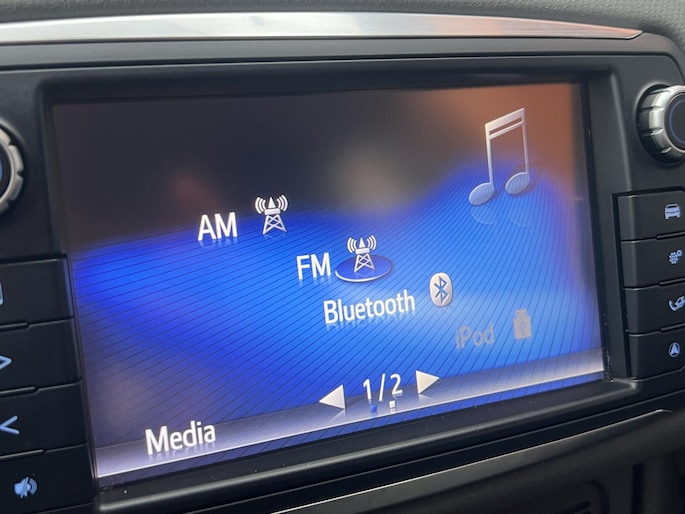 AM
FM
Bluetooth
iPod
1/2
Media